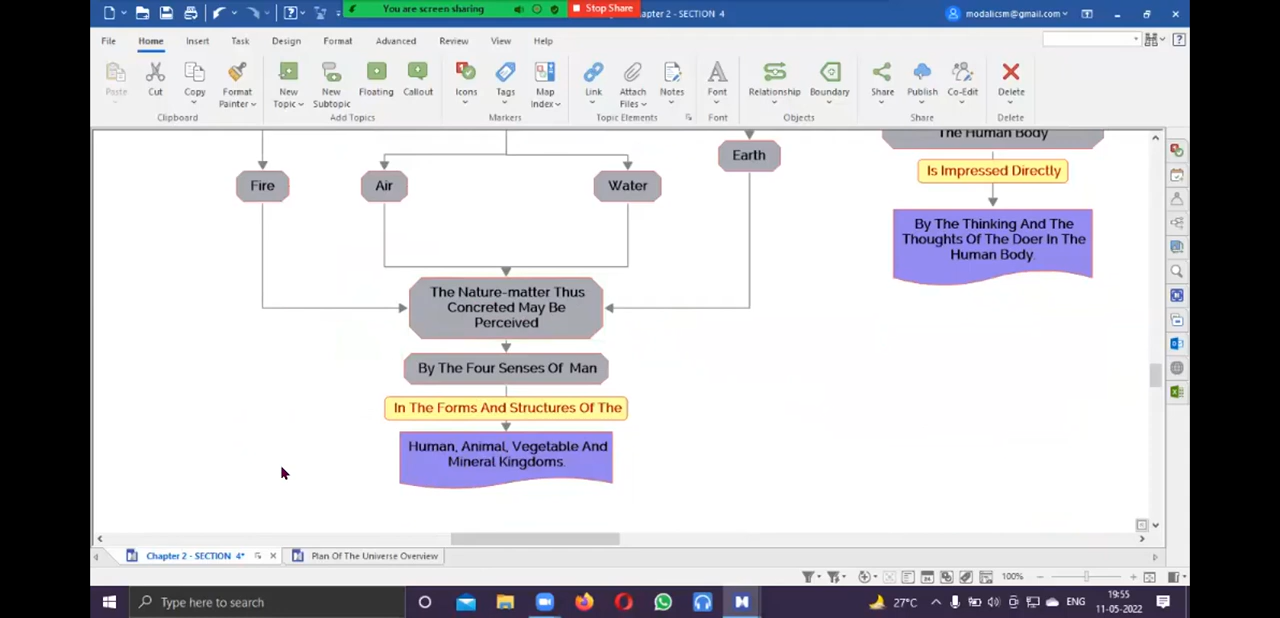 You are screen sharing
Stop Share
hapter 2 - SECTION 4
modalicsm@gmail.com
File Home Insert Task Design Format Advanced Review View Help
Paste Cut Copy Format Painter
New Topic New Subtopic Floating Callout
Icons Tags Map Index
Link Attach Files Notes
Font Relationship Boundary
Share Publish Co-Edit Delete
Clipboard Add Topics Markers Topic Elements Font Objects Share Delete
The Human Body
Is Impressed Directly
By The Thinking And The
Thoughts Of The Doer In The
Human Body.
Earth
Fire Air Water
The Nature-matter Thus
Concreted May Be
Perceived
By The Four Senses Of Man
In The Forms And Structures Of The
Human, Animal, Vegetable And
Mineral Kingdoms.
Chapter 2 - SECTION 4* Plan Of The Universe Overview
100%
Type here to search
27°C ENG 19:55
11-05-2022